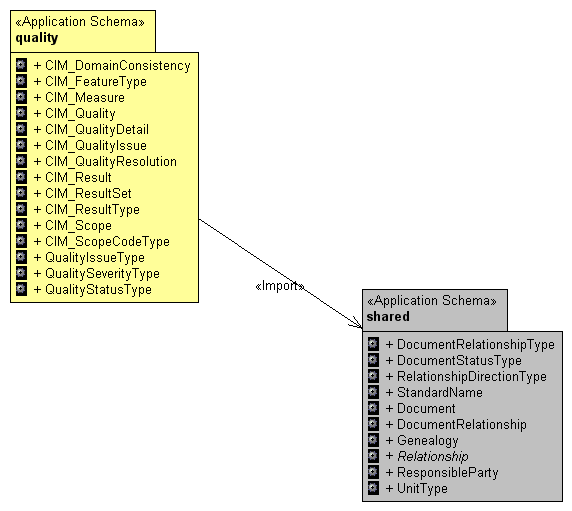 «Application Schema»
quality
+ CIM_DomainConsistency
+ CIM_FeatureType
+ CIM_Measure
+ CIM_Quality
+ CIM_QualityDetail
+ CIM_QualityIssue
+ CIM_QualityResolution
+ CIM_Result
+ CIM_ResultSet
+ CIM_ResultType
+ CIM_Scope
+ CIM_ScopeCodeType
+ QualityIssueType
+ QualitySeverityType
+ QualityStatusType
«Import»
«Application Schema»
shared
+ DocumentRelationshipType
+ DocumentStatusType
+ RelationshipDirectionType
+ StandardName
+ Document
+ DocumentRelationship
+ Genealogy
+ Relationship
+ ResponsibleParty
+ UnitType